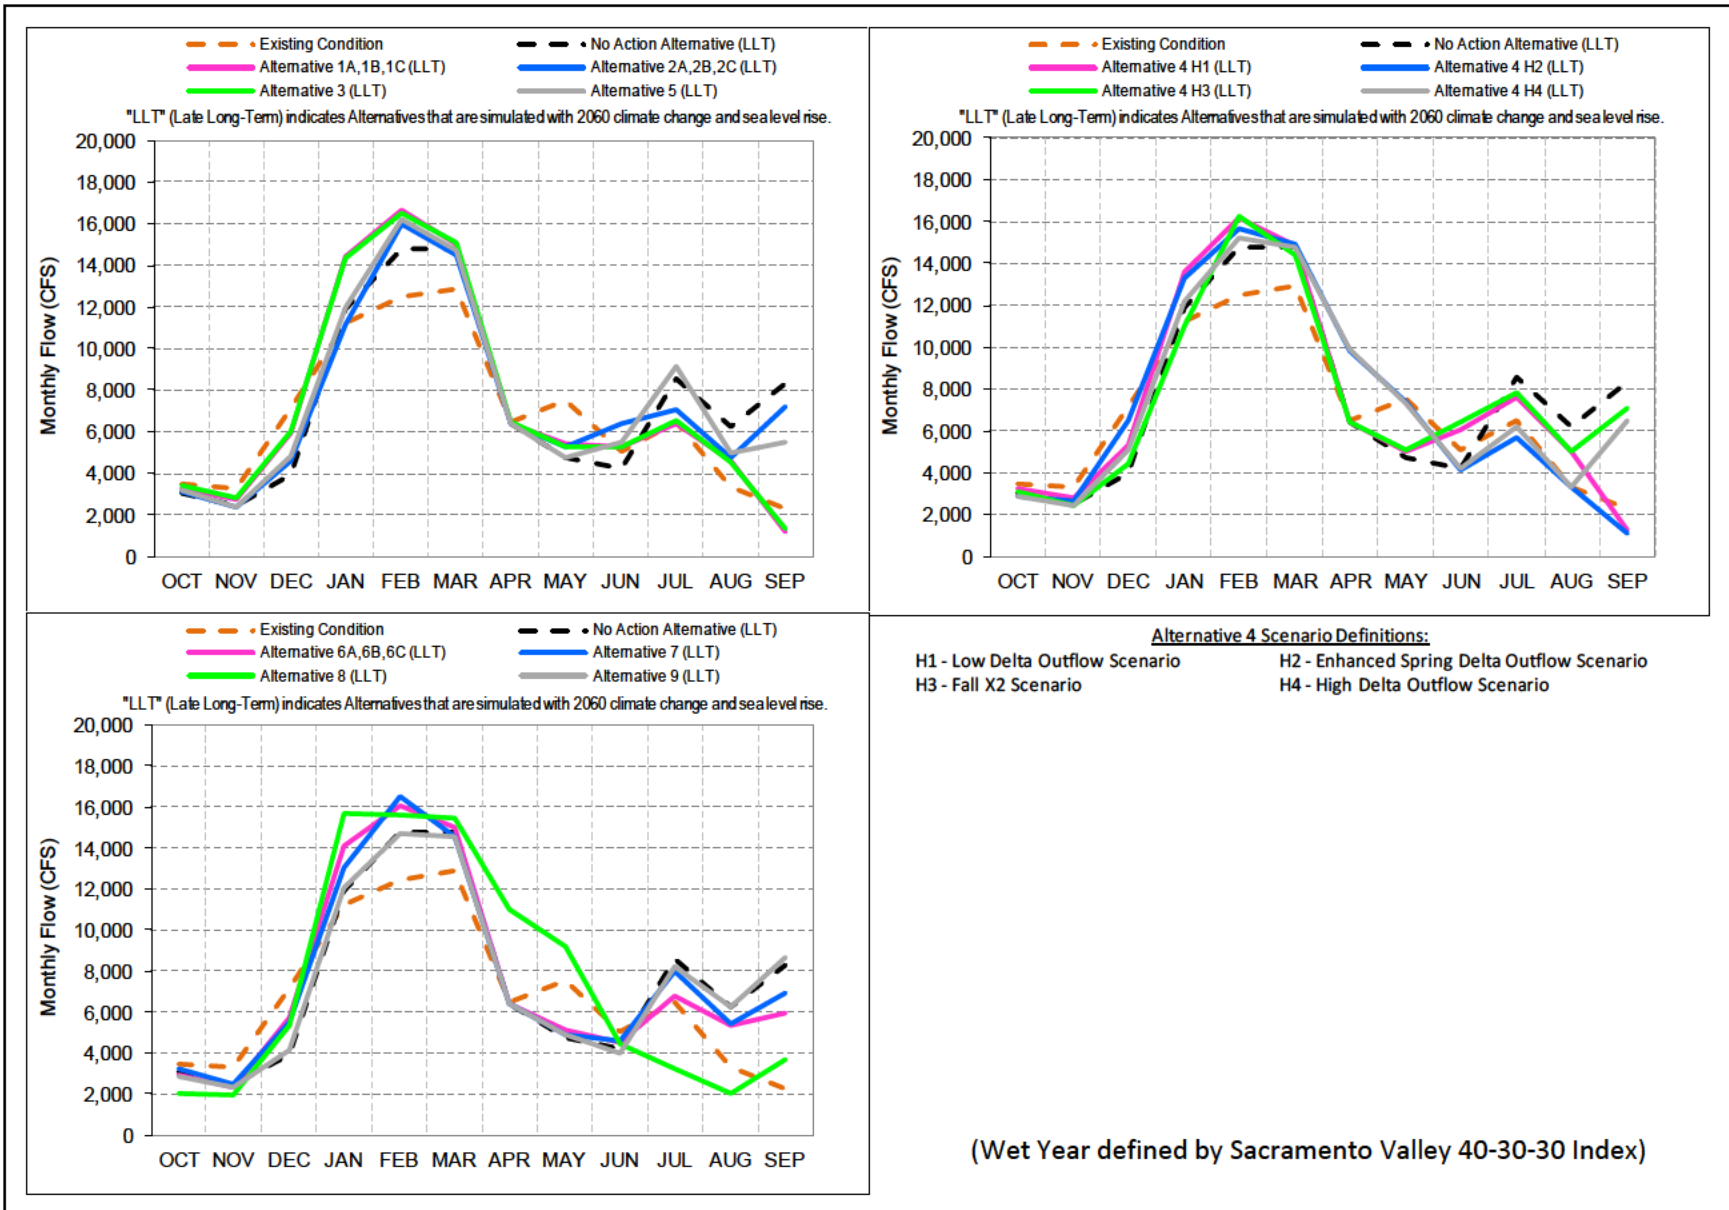 Existing Condition
No Action Alternative (LLT)
Alternative 1A,1B,1C (LLT)
Alternative 2A,2B,2C (LLT)
Alternative 3 (LLT)
Alternative 5 (LLT)
"LLT" (Late Long-Term) indicates Alternatives that are simulated with 2060 climate change and sea level rise.
Monthly Flow (CFS)
20,000
18,000
16,000
14,000
12,000
10,000
8,000
6,000
4,000
2,000
0
OCT NOV DEC JAN FEB MAR APR MAY JUN JUL AUG SEP
Existing Condition
No Action Alternative (LLT)
Alternative 4 H1 (LLT)
Alternative 4 H2 (LLT)
Alternative 4 H3 (LLT)
Alternative 4 H4 (LLT)
"LLT" (Late Long-Term) indicates Alternatives that are simulated with 2060 climate change and sea level rise.
Monthly Flow (CFS)
20,000
18,000
16,000
14,000
12,000
10,000
8,000
6,000
4,000
2,000
0
OCT NOV DEC JAN FEB MAR APR MAY JUN JUL AUG SEP
Existing Condition
No Action Alternative (LLT)
Alternative 6A,6B,6C (LLT)
Alternative 7 (LLT)
Alternative 8 (LLT)
Alternative 9 (LLT)
"LLT" (Late Long-Term) indicates Alternatives that are simulated with 2060 climate change and sea level rise.
Monthly Flow (CFS)
20,000
18,000
16,000
14,000
12,000
10,000
8,000
6,000
4,000
2,000
0
OCT NOV DEC JAN FEB MAR APR MAY JUN JUL AUG SEP
Alternative 4 Scenario Definitions:
H1 - Low Delta Outflow Scenario
H2 - Enhanced Spring Delta Outflow Scenario
H3 - Fall X2 Scenario
H4 - High Delta Outflow Scenario
(Wet Year defined by Sacramento Valley 40-30-30 Index)